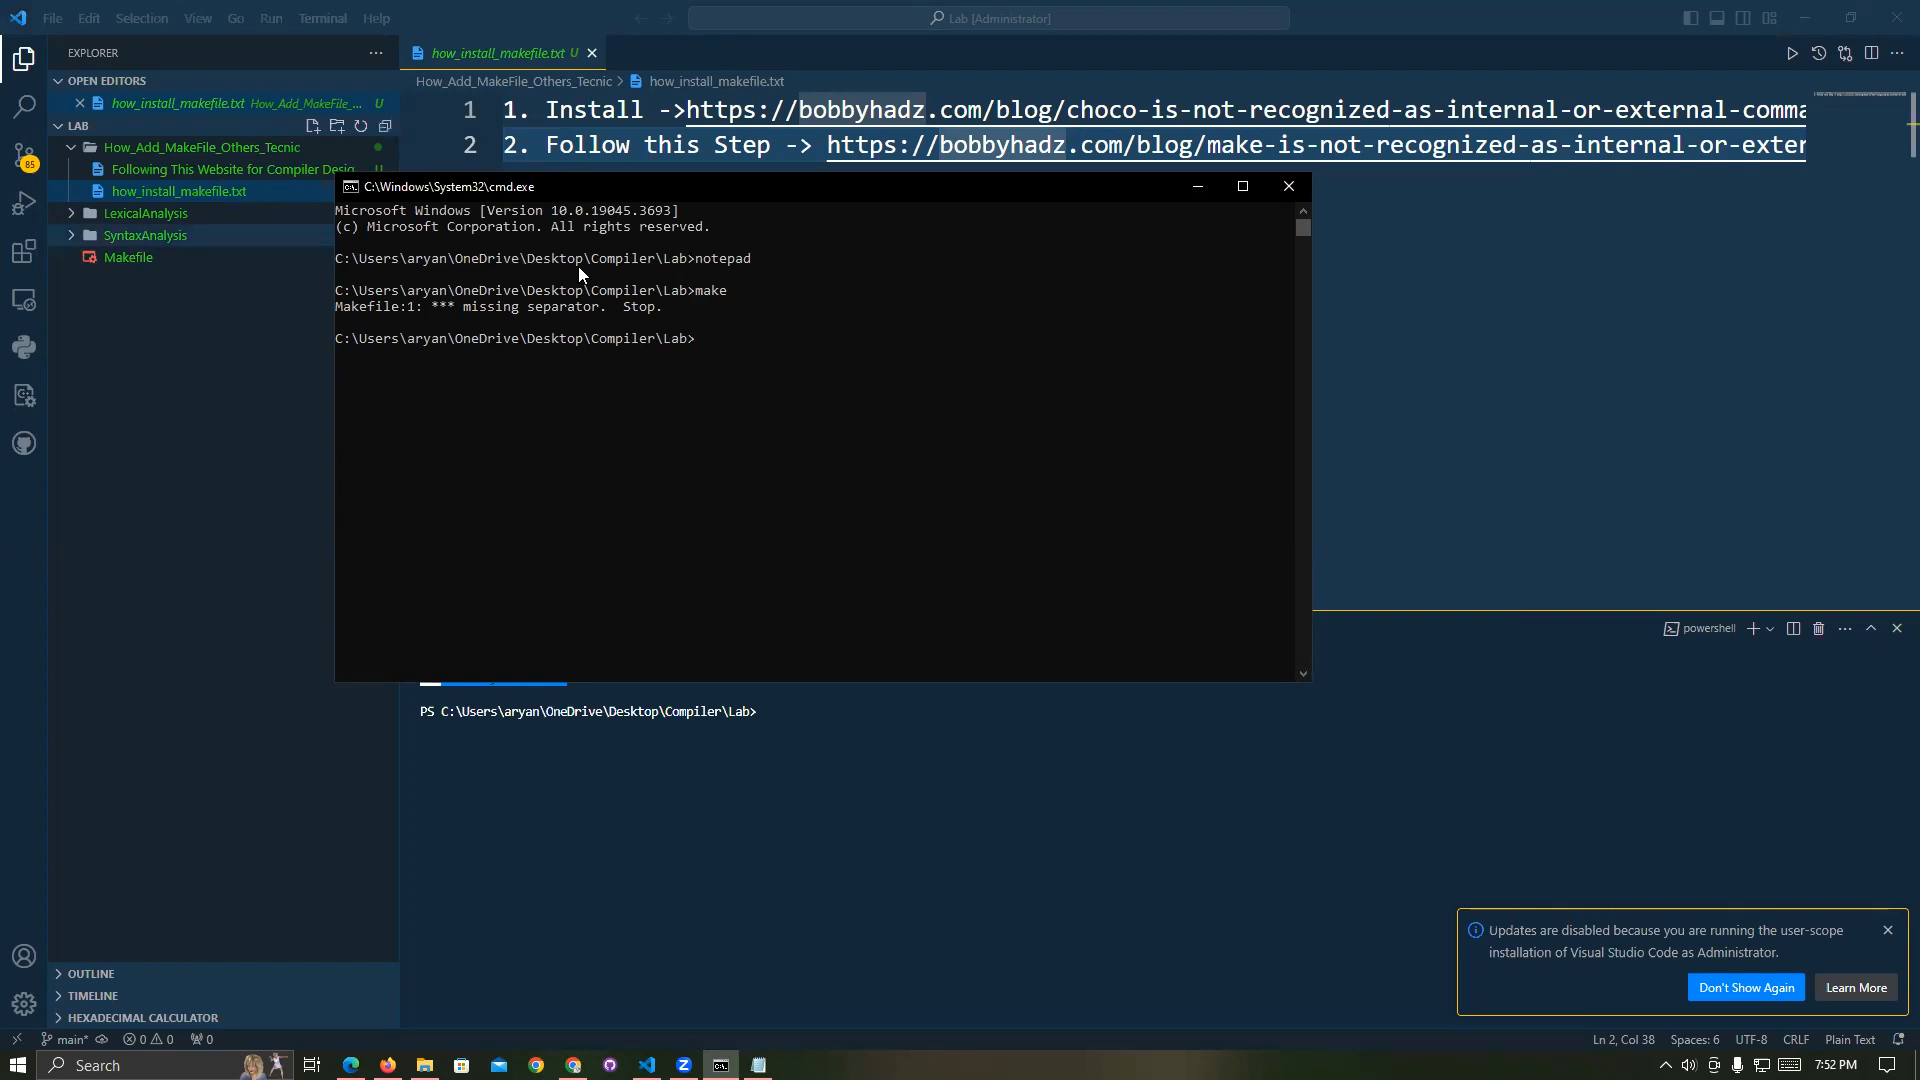 File Edit Selection View Go Run Terminal Help
Lab [Administrator]
EXPLORER
OPEN EDITORS
how_install_makefile.txt How_Add_MakeFile_... U
LAB
How_Add_MakeFile_Others_Tecnic
Following This Website for Compiler Desig... U
how_install_makefile.txt
LexicalAnalysis
SyntaxAnalysis
Makefile
85
how_install_makefile.txt U
How_Add_MakeFile_Others_Tecnic > how_install_makefile.txt
1 1. Install ->https://bobbyhadz.com/blog/choco-is-not-recognized-as-internal-or-external-comma
2 2. Follow this Step -> https://bobbyhadz.com/blog/make-is-not-recognized-as-internal-or-exter
C:\Windows\System32\cmd.exe
Microsoft Windows [Version 10.0.19045.3693]
(c) Microsoft Corporation. All rights reserved.
C:\Users\aryan\OneDrive\Desktop\Compiler\Lab>notepad
C:\Users\aryan\OneDrive\Desktop\Compiler\Lab>make
Makefile:1: *** missing separator.  Stop.
C:\Users\aryan\OneDrive\Desktop\Compiler\Lab>
powershell
PS C:\Users\aryan\OneDrive\Desktop\Compiler\Lab>
Updates are disabled because you are running the user-scope
installation of Visual Studio Code as Administrator.
Don't Show Again Learn More
OUTLINE
TIMELINE
HEXADECIMAL CALCULATOR
main* 0 0 0
Ln 2, Col 38 Spaces: 6 UTF-8 CRLF Plain Text
Search
7:52 PM